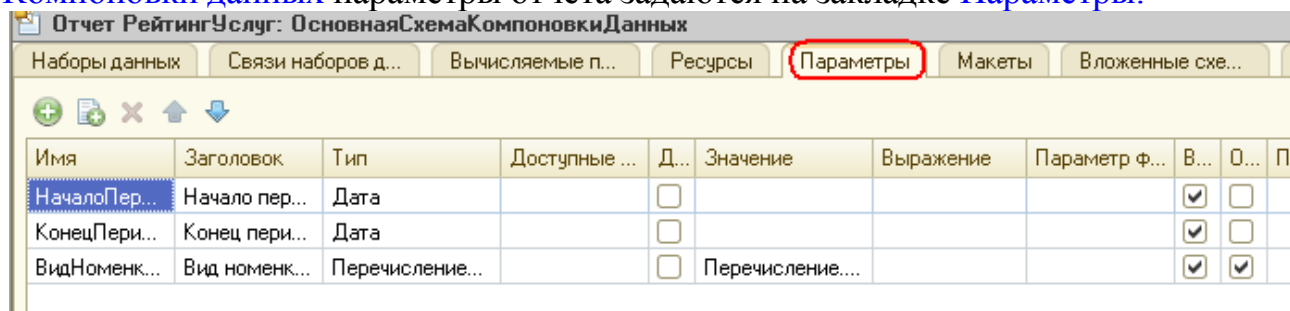 Компоновки данных параметры отчета задаются на закладке Параметры:
Отчет РейтингУслуг: ОсновнаяСхемаКомпоновкиДанных
Наборы данных Связи наборов д... Вычисляемые п... Ресурсы Параметры Макеты Вложенные схе...
Имя Заголовок Тип Доступные ... Д... Значение Выражение Параметр ф... В... О... П
НачалоПер... Начало пер... Дата
КонецПери... Конец пери... Дата
ВидНоменк... Вид номенк... Перечисление... Перечисление....